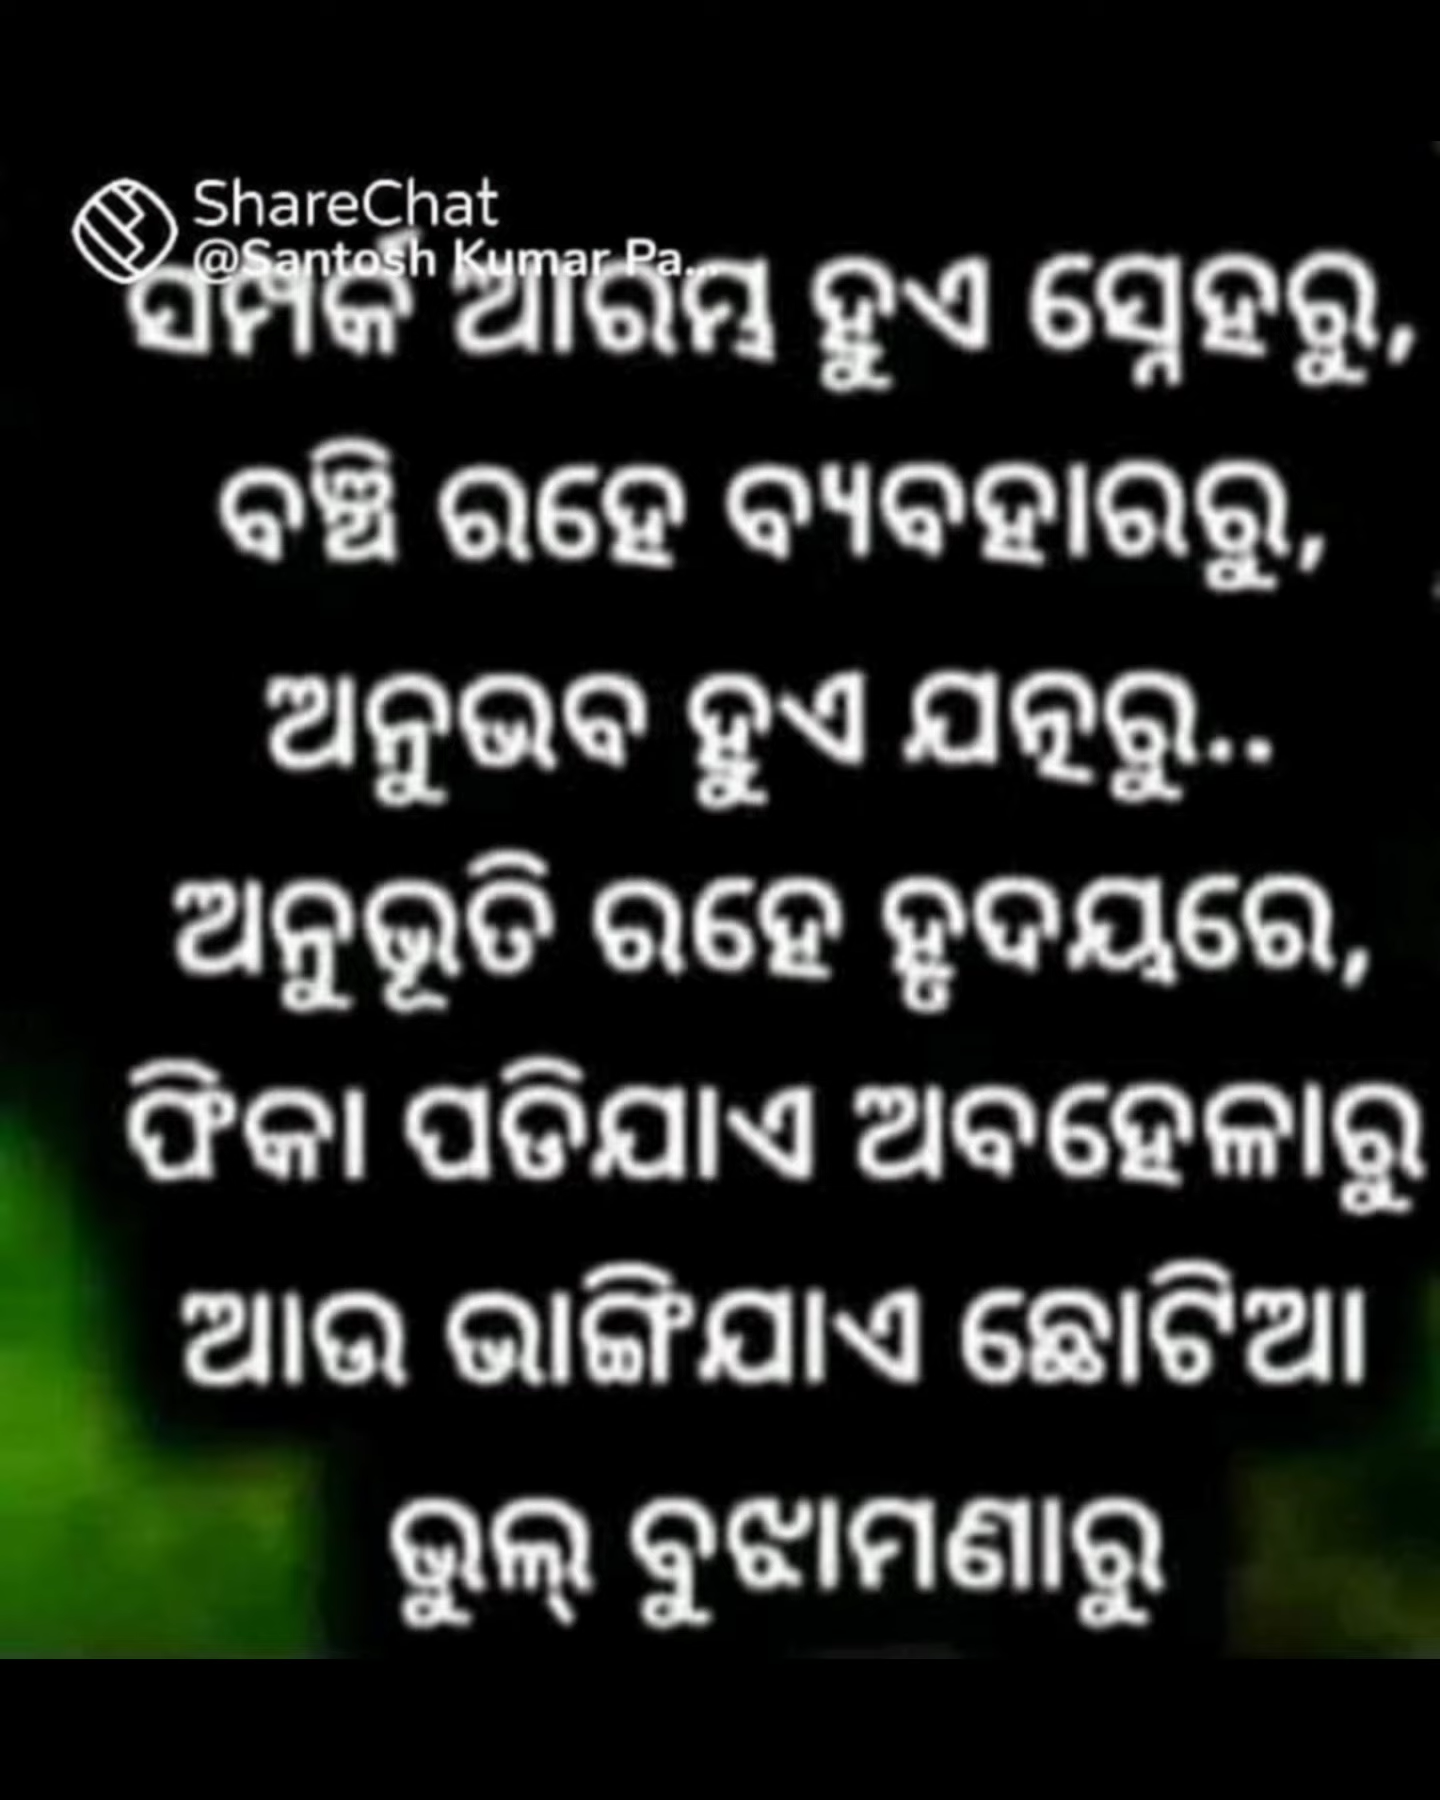 ShareChat
@Santosh Kumar Pa...
ସମ୍ପର୍କ ଆରମ୍ଭ ହୁଏ ସ୍ନେହରୁ,
ବଞ୍ଚି ରହେ ବ୍ୟବହାରରୁ,
ଅନୁଭବ ହୁଏ ଯତ୍ନରୁ..
ଅନୁଭୂତି ରହେ ହୃଦୟରେ,
ଫିକା ପଡିଯାଏ ଅବହେଳାରୁ
ଆଉ ଭାଙ୍ଗିଯାଏ ଛୋଟିଆ
ଭୁଲ୍ ବୁଝାମଣାରୁ